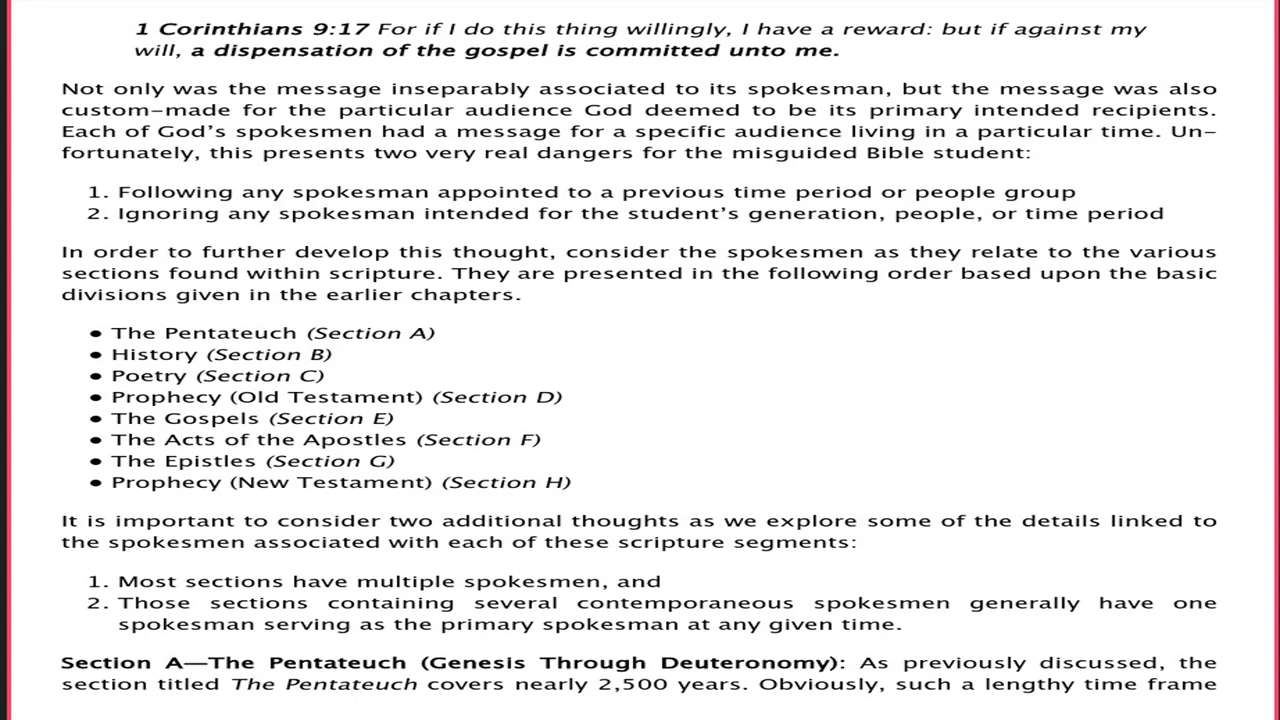 1 Corinthians 9:17 For if I do this thing willingly, I have a reward: but if against my
will, a dispensation of the gospel is committed unto me.
Not only was the message inseparably associated to its spokesman, but the message was also
custom-made for the particular audience God deemed to be its primary intended recipients.
Each of God's spokesmen had a message for a specific audience living in a particular time. Un-
fortunately, this presents two very real dangers for the misguided Bible student:
1. Following any spokesman appointed to a previous time period or people group
2. Ignoring any spokesman intended for the student's generation, people, or time period
In order to further develop this thought, consider the spokesmen as they relate to the various
sections found within scripture. They are presented in the following order based upon the basic
divisions given in the earlier chapters.
• The Pentateuch (Section A)
• History (Section B)
• Poetry (Section C)
• Prophecy (Old Testament) (Section D)
• The Gospels (Section E)
• The Acts of the Apostles (Section F)
• The Epistles (Section G)
• Prophecy (New Testament) (Section H)
It is important to consider two additional thoughts as we explore some of the details linked to
the spokesmen associated with each of these scripture segments:
1. Most sections have multiple spokesmen, and
2. Those sections containing several contemporaneous spokesmen generally have one
spokesman serving as the primary spokesman at any given time.
Section A—The Pentateuch (Genesis Through Deuteronomy): As previously discussed, the
section titled The Pentateuch covers nearly 2,500 years. Obviously, such a lengthy time frame